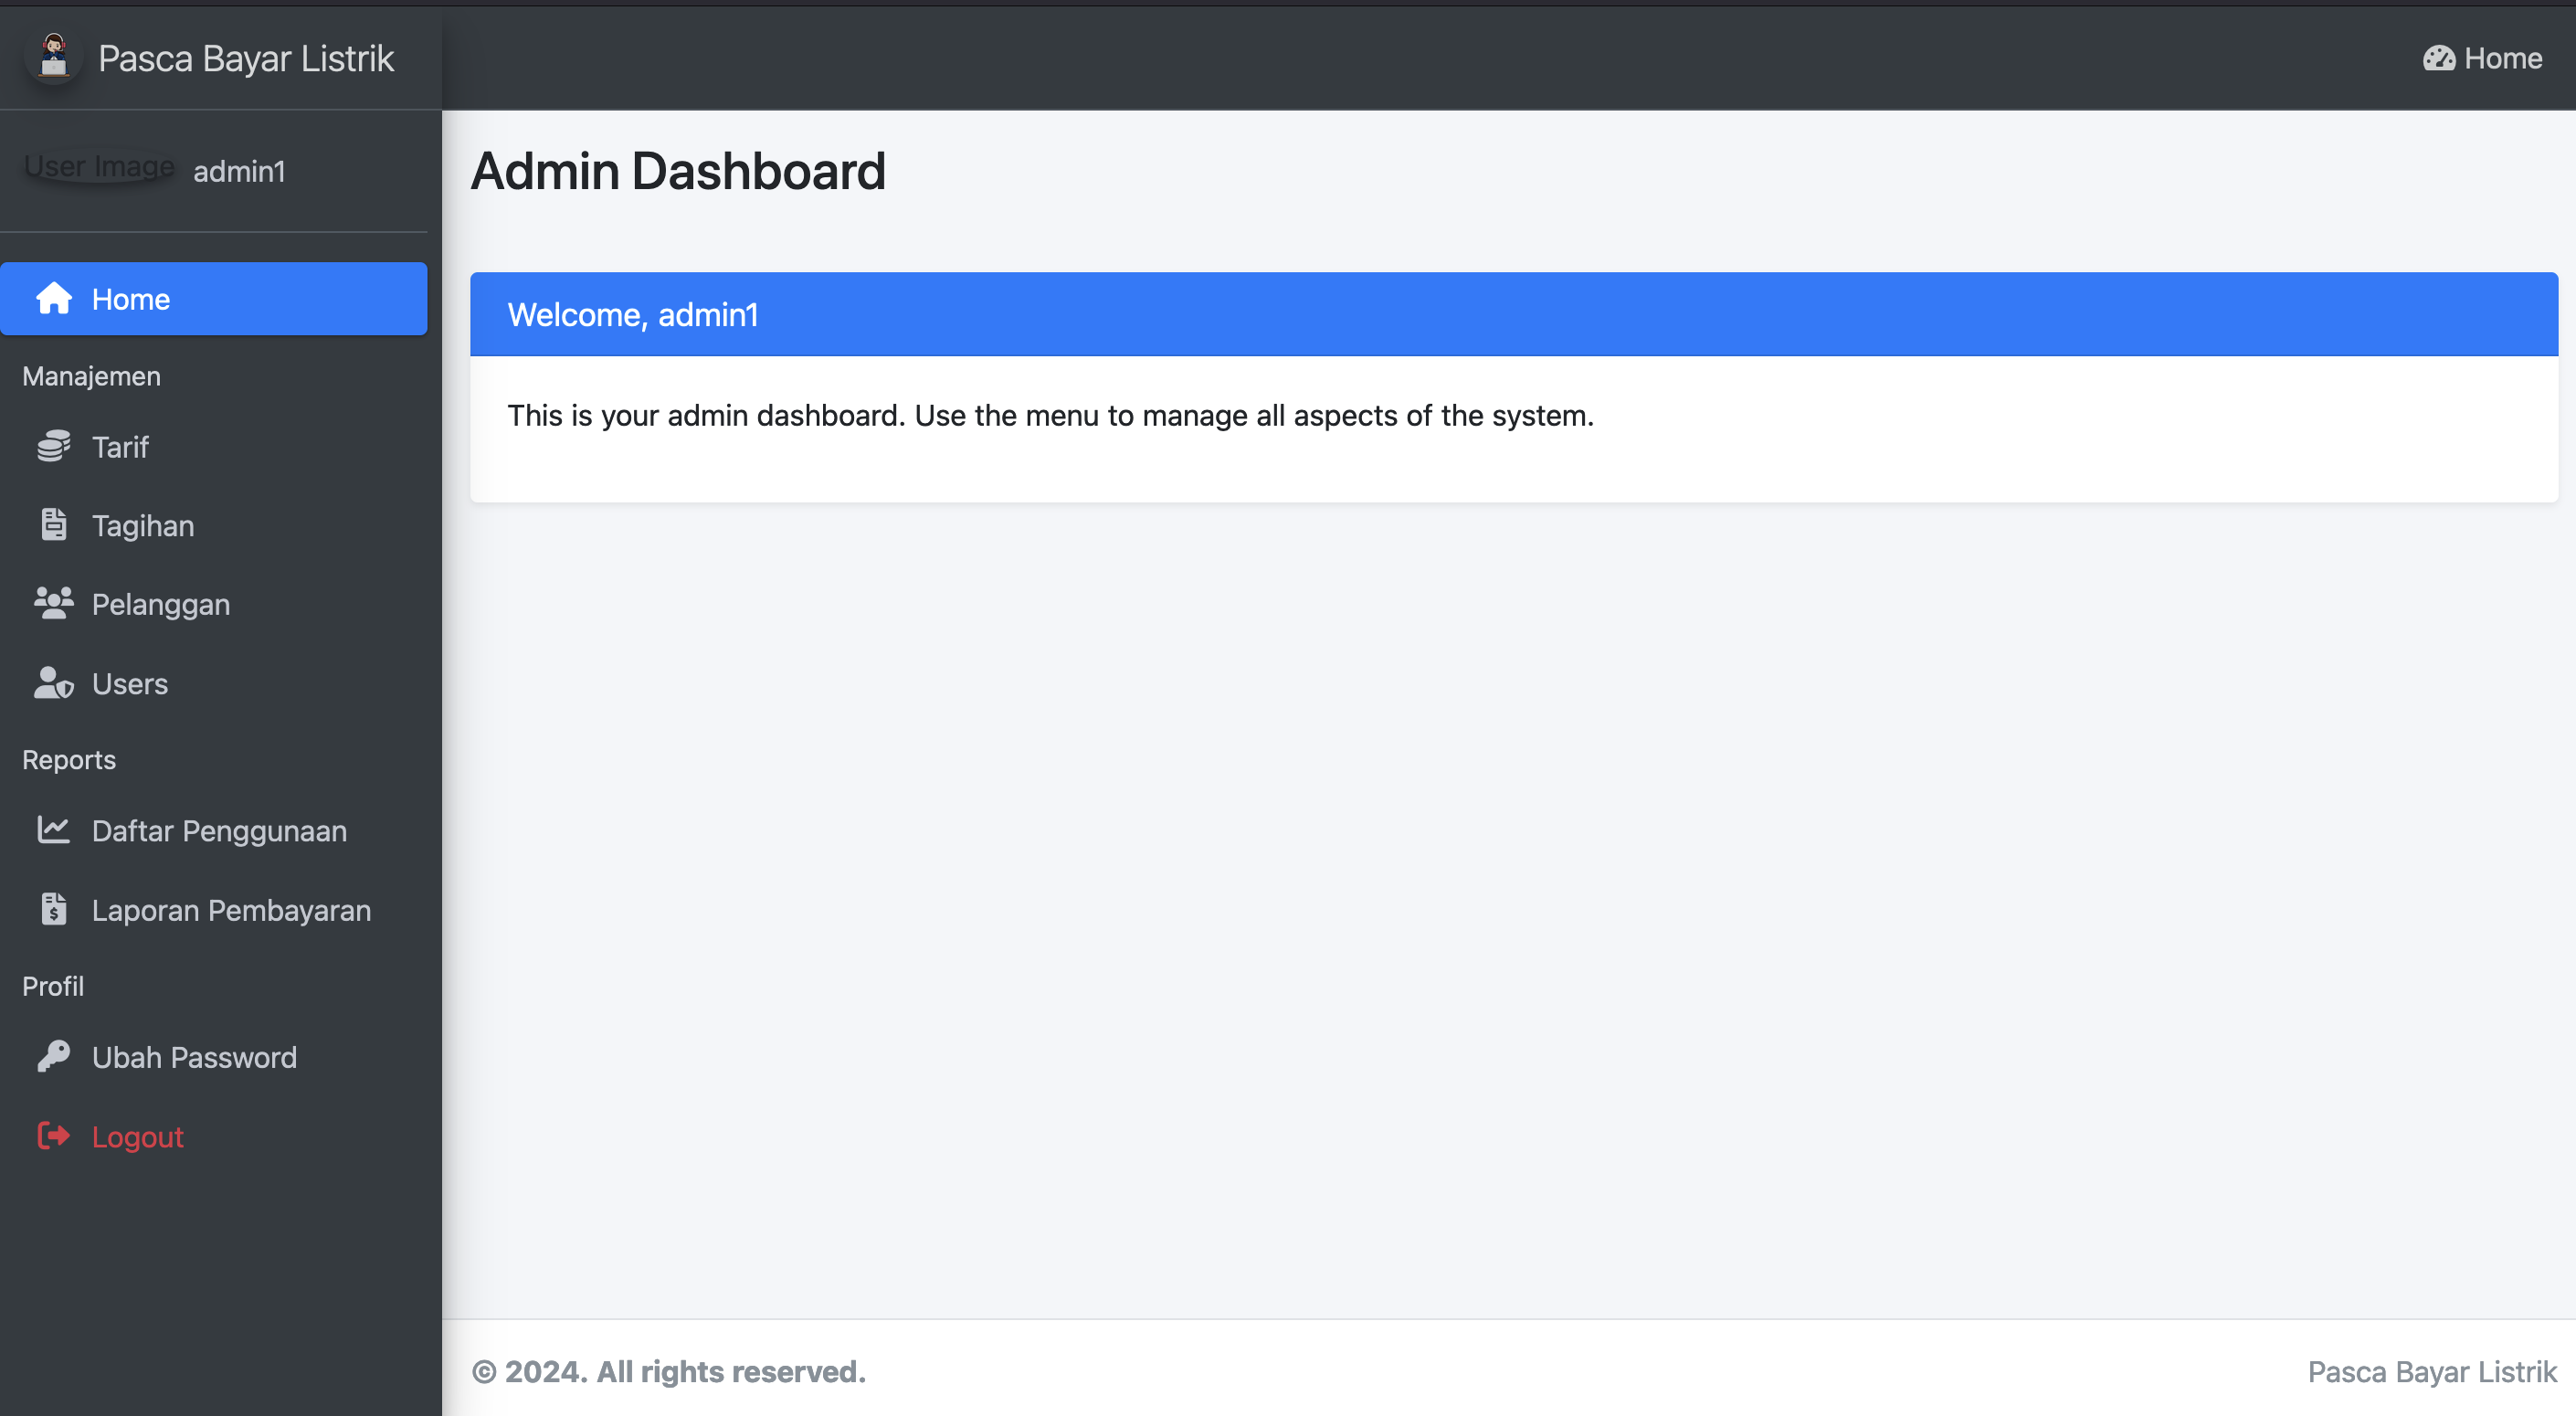 Pasca Bayar Listrik
Home
User Image admin1
Home
Manajemen
Tarif
Tagihan
Pelanggan
Users
Reports
Daftar Penggunaan
Laporan Pembayaran
Profil
Ubah Password
Logout
Admin Dashboard
Welcome, admin1
This is your admin dashboard. Use the menu to manage all aspects of the system.
© 2024. All rights reserved.
Pasca Bayar Listrik